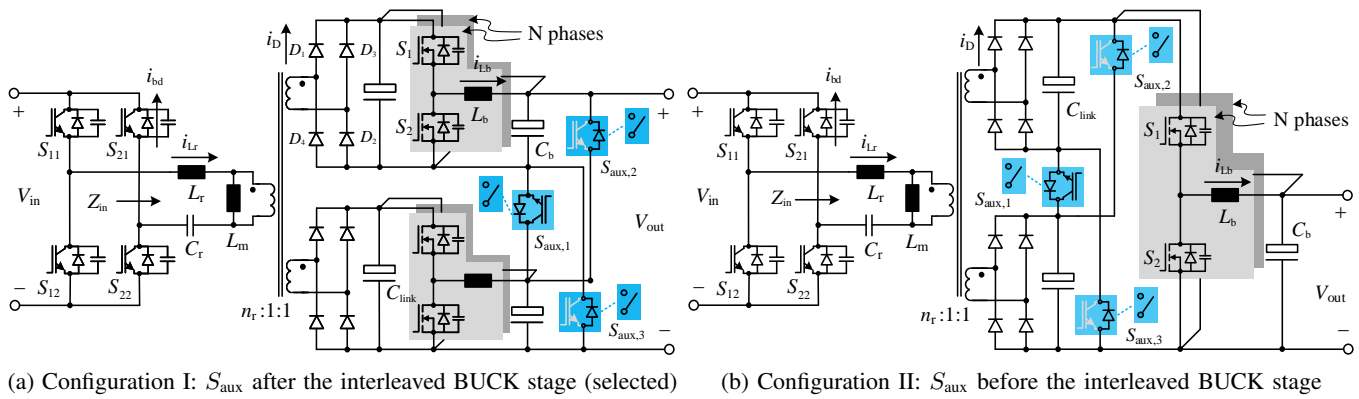 i_D
D_1
D_3
S_1
N phases
i_bd
i_Lb
+
S_11
S_21
i_Lr
D_4
D_2
S_2
L_b
C_b
+
S_aux,2
V_in
Z_in
L_r
L_m
C_r
S_aux,1
V_out
−
S_12
S_22
n_r:1:1
C_link
S_aux,3
−
(a) Configuration I: S_aux after the interleaved BUCK stage (selected)
i_D
S_aux,2
i_bd
C_link
N phases
+
S_11
S_21
i_Lr
S_1
i_Lb
V_in
Z_in
L_r
L_m
C_r
S_aux,1
L_b
+
C_b
S_2
−
S_12
S_22
n_r:1:1
S_aux,3
V_out
−
(b) Configuration II: S_aux before the interleaved BUCK stage